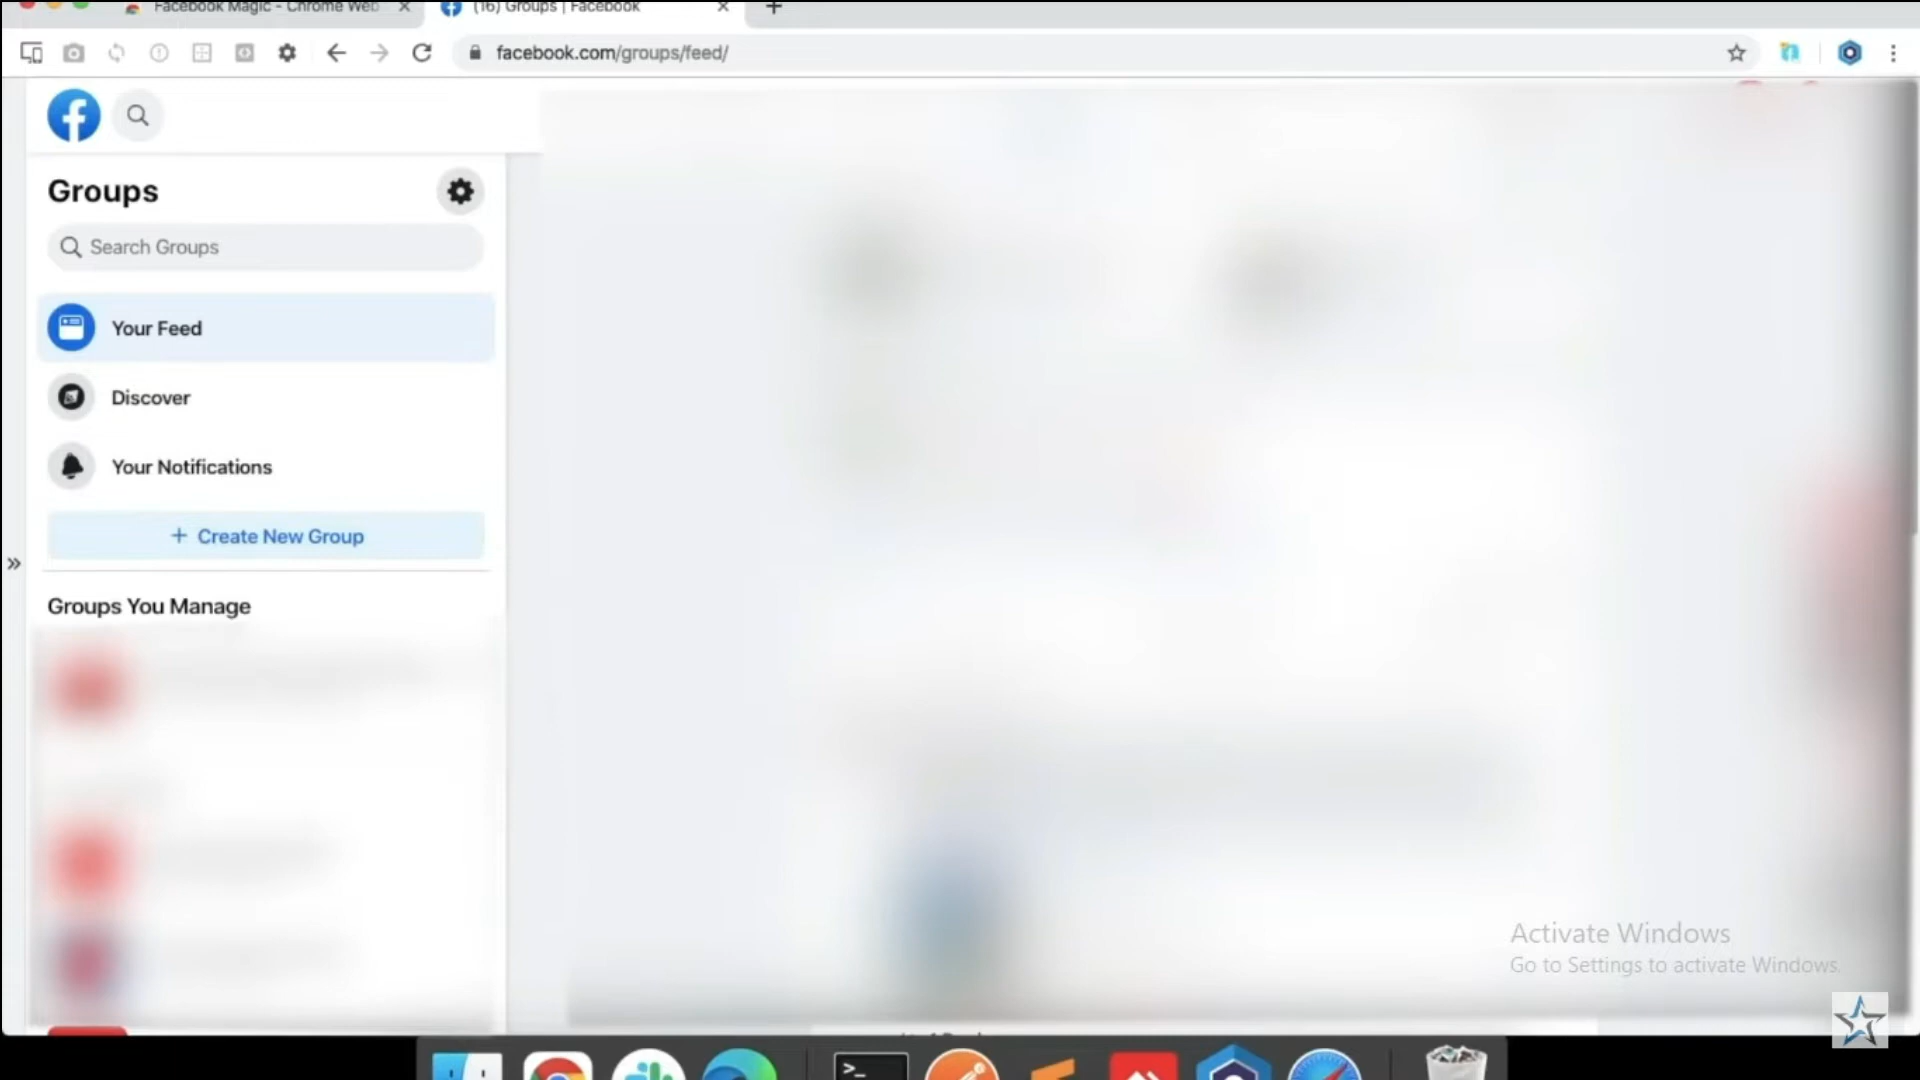 Facebook Magic - Chrome Web
(16) Groups | Facebook
facebook.com/groups/feed/
Groups
Search Groups
Your Feed
Discover
Your Notifications
+ Create New Group
Groups You Manage
Activate Windows
Go to Settings to activate Windows.